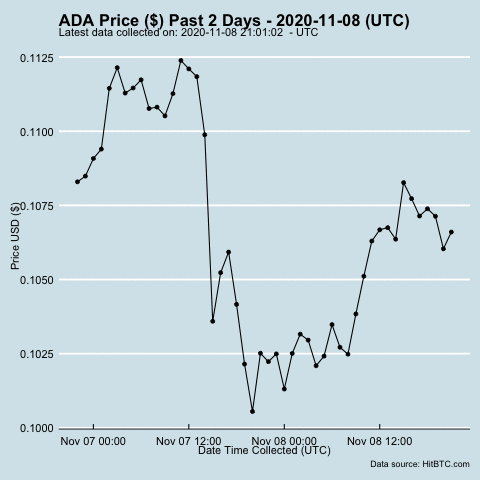 ADA Price ($) Past 2 Days - 2020-11-08 (UTC)
Latest data collected on: 2020-11-08 21:01:02 - UTC
0.1125
0.1100
0.1075
0.1050
0.1025
0.1000
Price USD ($)
Nov 07 00:00 Nov 07 12:00 Nov 08 00:00 Nov 08 12:00
Date Time Collected (UTC)
Data source: HitBTC.com